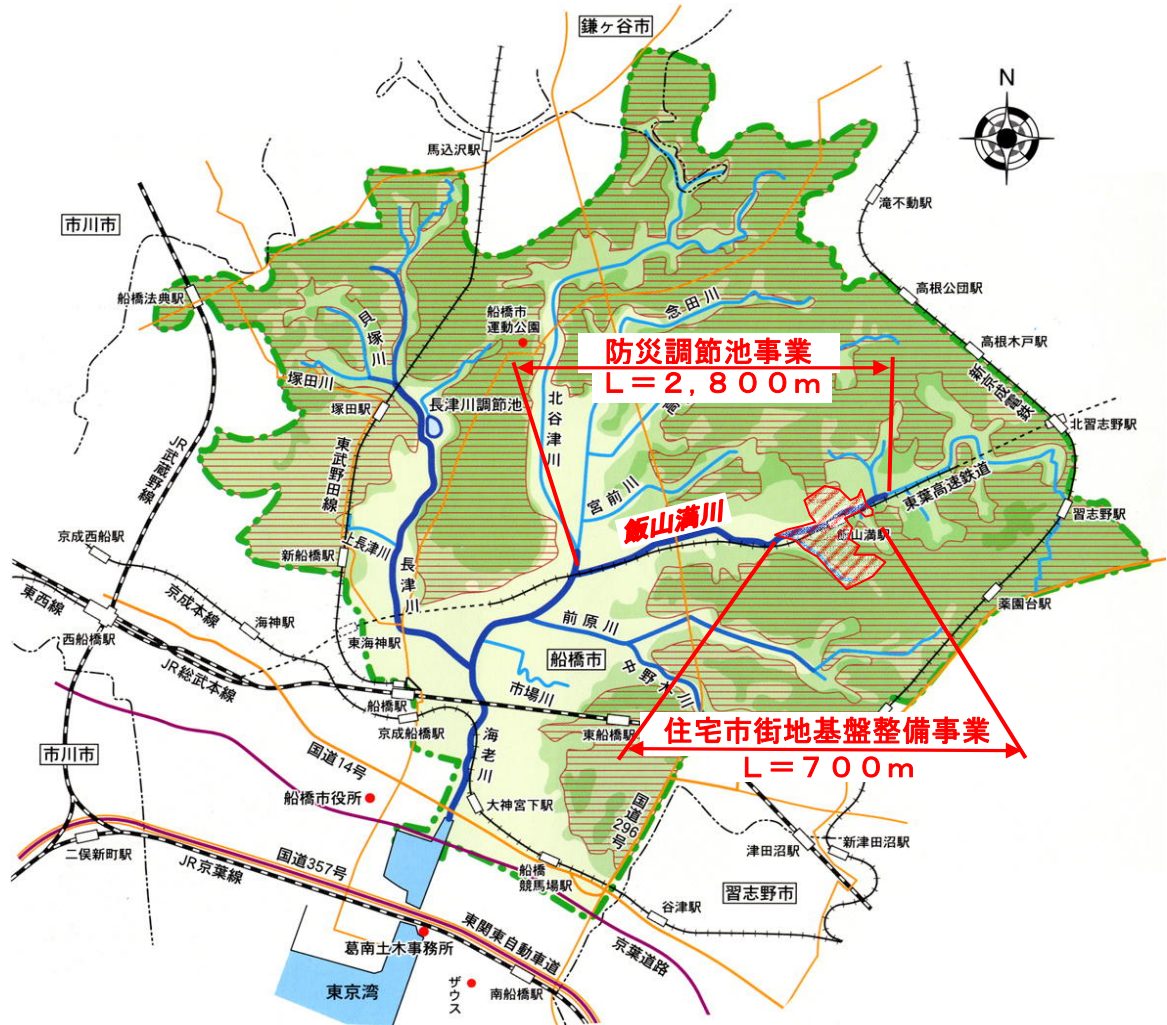 鎌ヶ谷市
N
馬込沢駅
滝不動駅
市川市
船橋法典駅
高根公団駅
船橋市
運動公園
念田川
貝塚川
高根木戸駅
防災調節池事業
L=2,800m
塚田川
新京成電鉄
塚田駅
長津川調節池
北谷津川
高
北習志野駅
JR武蔵野線
東武野田線
宮前川
東葉高速鉄道
飯山満川
飯山満駅
習志野駅
京成西船駅
新船橋駅
上長津川
長津川
薬園台駅
東西線
京成本線
海神駅
前原川
西船橋駅
東海神駅
船橋市
中野木川
JR総武本線
市場川
船橋駅
住宅市街地基盤整備事業
L=700m
京成船橋駅
東船橋駅
市川市
国道14号
海老川
船橋市役所
大神宮下駅
国道296号
二俣新町駅
国道357号
津田沼駅
新津田沼駅
JR京葉線
船橋
競馬場駅
習志野市
谷津駅
東関東自動車道
葛南土木事務所
京葉道路
東京湾
ザウス
南船橋駅